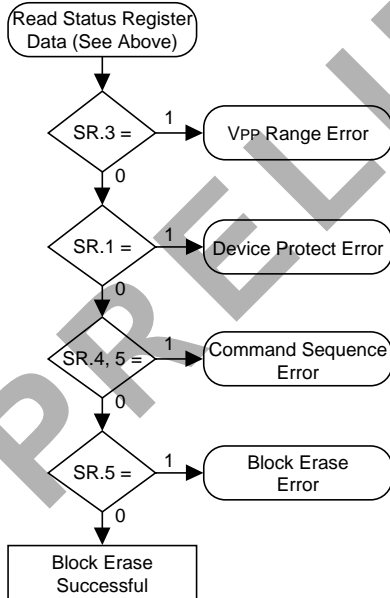 Read Status Register
Data (See Above)
SR.3 =
1
VPP Range Error
0
SR.1 =
1
Device Protect Error
0
SR.4, 5 =
1
Command Sequence
Error
0
SR.5 =
1
Block Erase
Error
0
Block Erase
Successful
PRELI